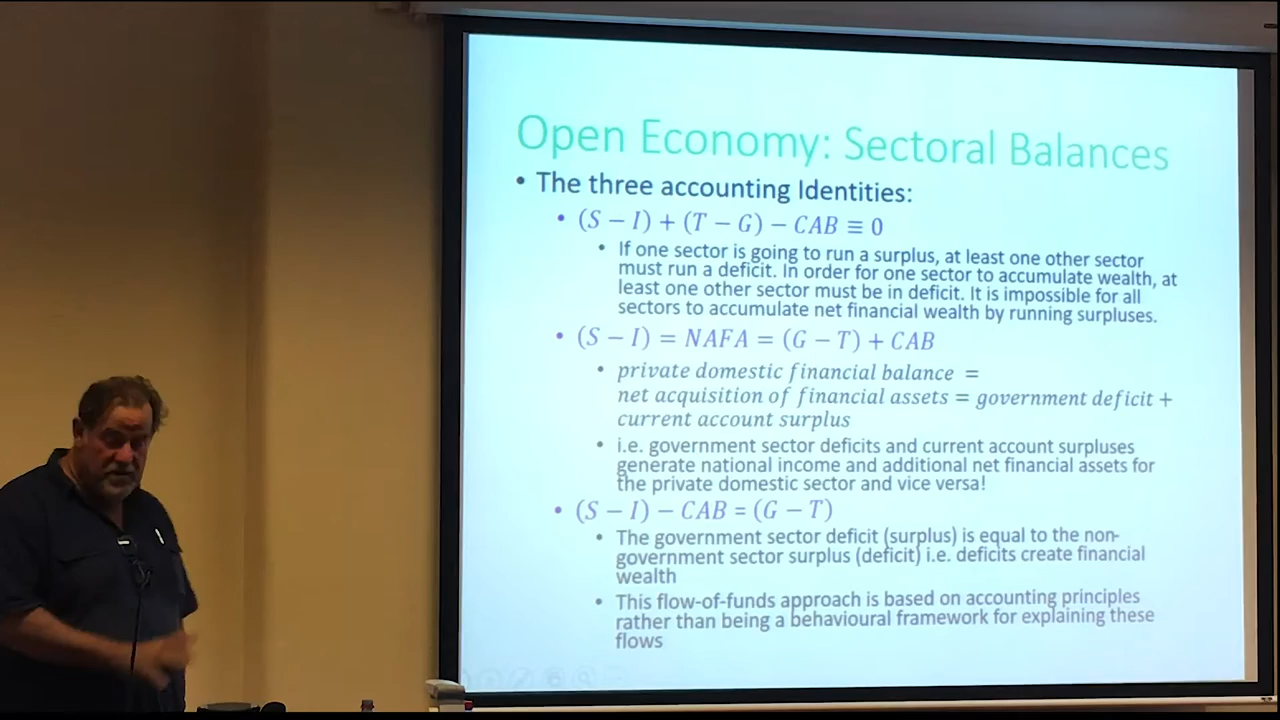 Open Economy: Sectoral Balances
• The three accounting Identities:
• (S − I) + (T − G) − CAB ≡ 0
• If one sector is going to run a surplus, at least one other sector
must run a deficit. In order for one sector to accumulate wealth, at
least one other sector must be in deficit. It is impossible for all
sectors to accumulate net financial wealth by running surpluses.
• (S − I) = NAFA = (G − T) + CAB
• private domestic financial balance =
net acquisition of financial assets = government deficit +
current account surplus
• i.e. government sector deficits and current account surpluses
generate national income and additional net financial assets for
the private domestic sector and vice versa!
• (S − I) − CAB = (G − T)
• The government sector deficit (surplus) is equal to the non-
government sector surplus (deficit) i.e. deficits create financial
wealth
• This flow-of-funds approach is based on accounting principles
rather than being a behavioural framework for explaining these
flows